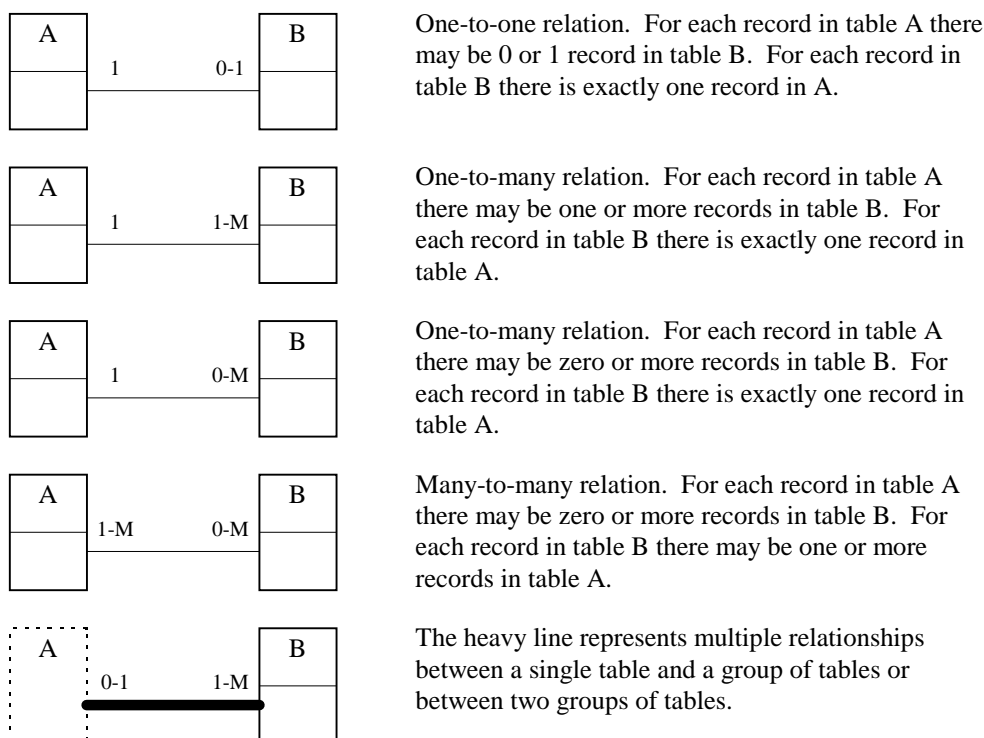 A
B
1
0-1
One-to-one relation. For each record in table A there
may be 0 or 1 record in table B. For each record in
table B there is exactly one record in A.
A
B
1
1-M
One-to-many relation. For each record in table A
there may be one or more records in table B. For
each record in table B there is exactly one record in
table A.
A
B
1
0-M
One-to-many relation. For each record in table A
there may be zero or more records in table B. For
each record in table B there is exactly one record in
table A.
A
B
1-M
0-M
Many-to-many relation. For each record in table A
there may be zero or more records in table B. For
each record in table B there may be one or more
records in table A.
A
B
0-1
1-M
The heavy line represents multiple relationships
between a single table and a group of tables or
between two groups of tables.